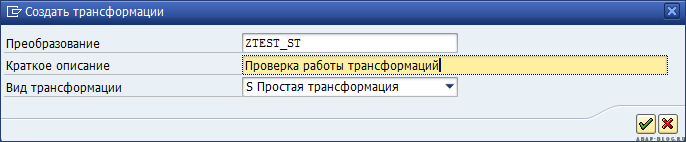 Создать трансформации
Преобразование ZTEST_ST
Краткое описание Проверка работы трансформаций
Вид трансформации S Простая трансформация
ABAP-BLOG.RU